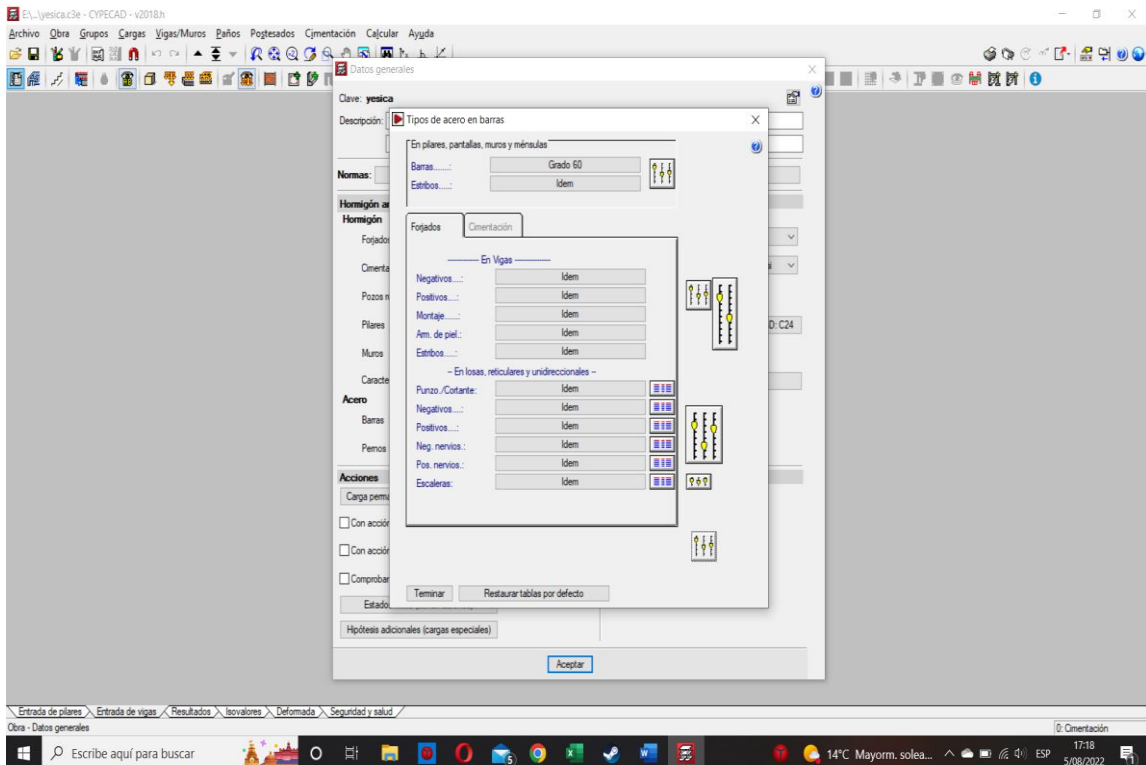 E:\...\yesica.c3e - CYPECAD - v2018.h
Archivo Obra Grupos Cargas Vigas/Muros Paños Postesados Cimentación Calcular Ayuda
Datos generales
Clave: yesica
Descripción:
Tipos de acero en barras
En pilares, pantallas, muros y ménsulas
Barras.......: Grado 60
Estribos.....: Idem
Normas:
Hormigón ar
Hormigón
Forjados Cimentación
Forjado
----------- En Vigas ------------
Cimenta
Negativos....: Idem
Positivos....: Idem
Pozos n
Montaje......: Idem
Pilares
D: C24
Arm. de piel.: Idem
Muros
Estribos.....: Idem
-- En losas, reticulares y unidireccionales --
Caracte
Punzo./Cortante: Idem
Acero
Negativos....: Idem
Barras
Positivos....: Idem
Neg. nervios.: Idem
Pernos
Pos. nervios.: Idem
Acciones
Escaleras: Idem
Carga perma
Con acción
Con acción
Comprobar
Terminar Restaurar tablas por defecto
Estado
Hipótesis adicionales (cargas especiales)
Aceptar
Entrada de pilares Entrada de vigas Resultados Isovalores Deformada Seguridad y salud
Obra - Datos generales
0: Cimentación
Escribe aquí para buscar
14°C Mayorm. solea... ESP
17:18
5/08/2022